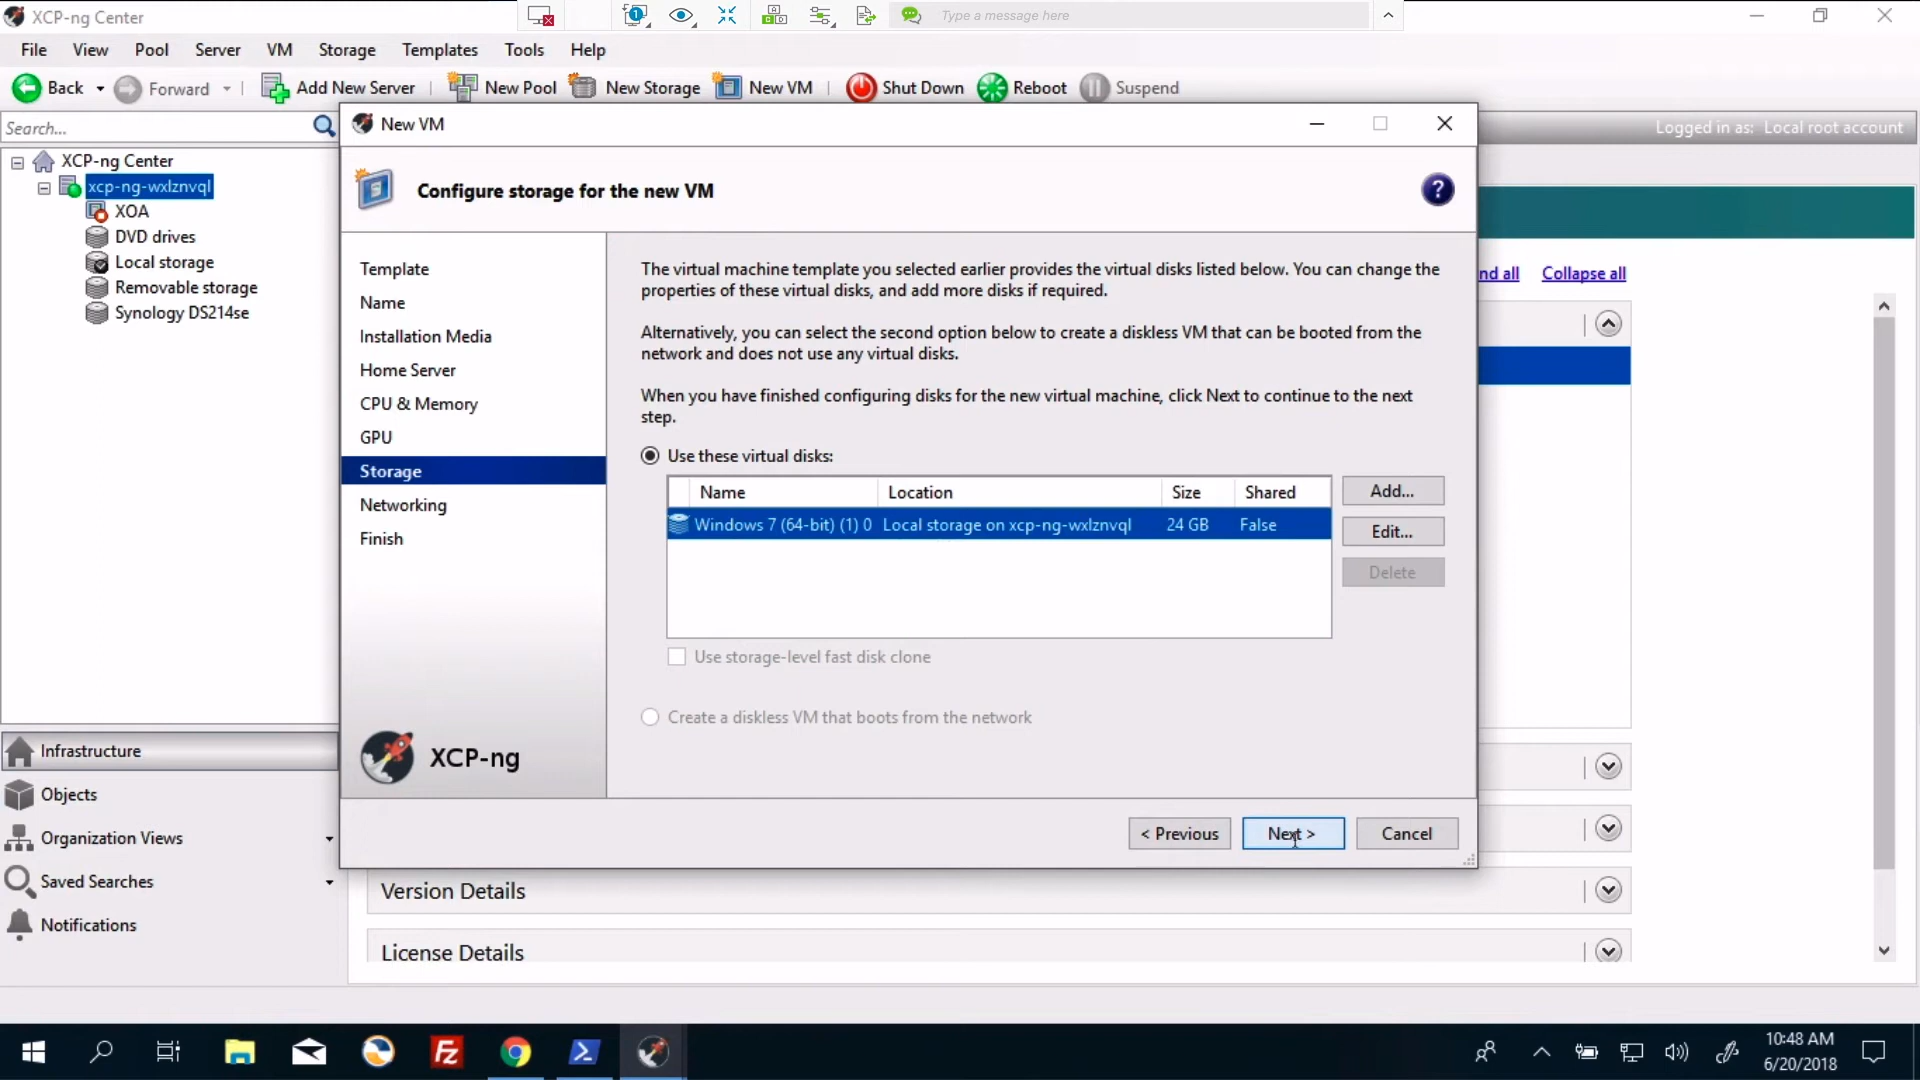 XCP-ng Center
Type a message here
File View Pool Server VM Storage Templates Tools Help
Back Forward Add New Server New Pool New Storage New VM Shut Down Reboot Suspend
Search...
Logged in as: Local root account
XCP-ng Center
xcp-ng-wxlznvql
XOA
DVD drives
Local storage
Removable storage
Synology DS214se
Infrastructure
Objects
Organization Views
Saved Searches
Notifications
New VM
Configure storage for the new VM
?
Template
Name
Installation Media
Home Server
CPU & Memory
GPU
Storage
Networking
Finish
XCP-ng
The virtual machine template you selected earlier provides the virtual disks listed below. You can change the
properties of these virtual disks, and add more disks if required.
Alternatively, you can select the second option below to create a diskless VM that can be booted from the
network and does not use any virtual disks.
When you have finished configuring disks for the new virtual machine, click Next to continue to the next
step.
Use these virtual disks:
Name Location Size Shared
Windows 7 (64-bit) (1) 0 Local storage on xcp-ng-wxlznvql 24 GB False
Add...
Edit...
Delete
Use storage-level fast disk clone
Create a diskless VM that boots from the network
< Previous Next > Cancel
nd all Collapse all
Version Details
License Details
10:48 AM
6/20/2018